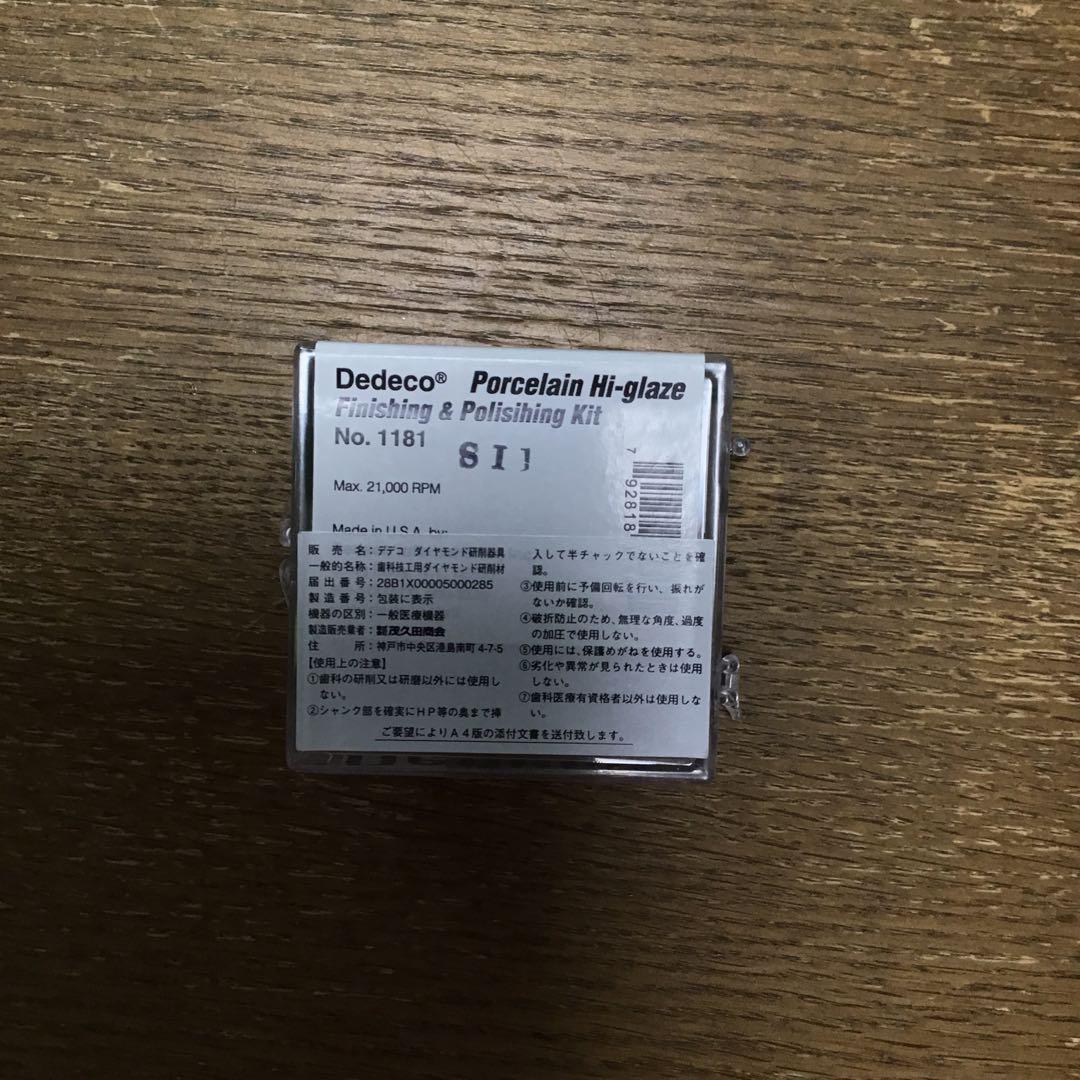 Dedeco® Porcelain Hi-glaze
Finishing & Polisihing Kit
No. 1181
SI1
Max. 21,000 RPM
7 92818
Made in U.S.A. by:
販売名：デデコ ダイヤモンド研削器具
一般的名称：歯科技工用ダイヤモンド研削材
届出番号：28B1X00005000285
製造番号：包装に表示
機器の区別：一般医療機器
製造販売業者：㈱茂久田商会
住所：神戸市中央区港島南町4-7-5
【使用上の注意】
①歯科の研削又は研磨以外には使用し
ない。
②シャンク部を確実にＨＰ等の奥まで挿
入して半チャックでないことを確
認。
③使用前に予備回転を行い、振れが
ないか確認。
④破折防止のため、無理な角度、過度
の加圧で使用しない。
⑤使用には、保護めがねを使用する。
⑥劣化や異常が見られたときは使用
しない。
⑦歯科医療有資格者以外は使用しな
い。
ご要望によりＡ４版の添付文書を送付致します。